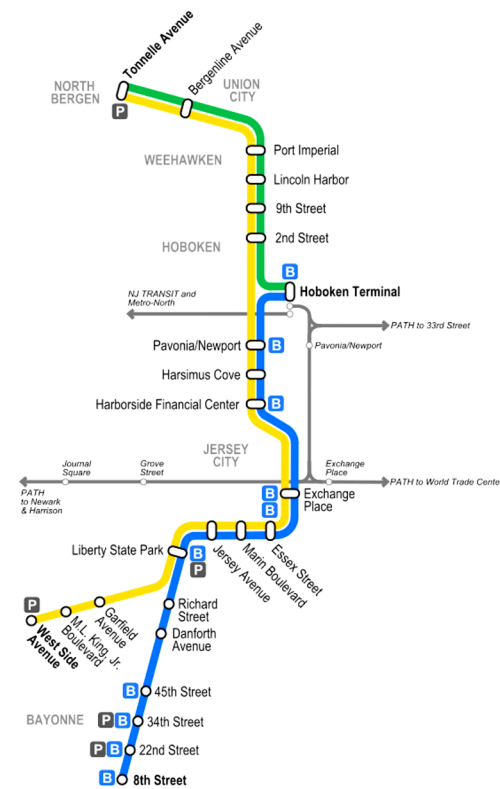 Tonnelle Avenue
Bergenline Avenue
NORTH
BERGEN
UNION
CITY
P
Port Imperial
WEEHAWKEN
Lincoln Harbor
9th Street
2nd Street
HOBOKEN
B
Hoboken Terminal
NJ TRANSIT and
Metro-North
PATH to 33rd Street
Pavonia/Newport
B
Pavonia/Newport
Harsimus Cove
Harborside Financial Center
B
JERSEY
CITY
Journal
Square
Grove
Street
Exchange
Place
PATH
to Newark
& Harrison
PATH to World Trade Cente
B
B
Exchange
Place
Liberty State Park
B
P
Jersey Avenue
Marin Boulevard
Essex Street
P
West Side
Avenue
M.L. King, Jr.
Boulevard
Garfield
Avenue
Richard
Street
Danforth
Avenue
B
45th Street
BAYONNE
P
B
34th Street
P
B
22nd Street
B
8th Street